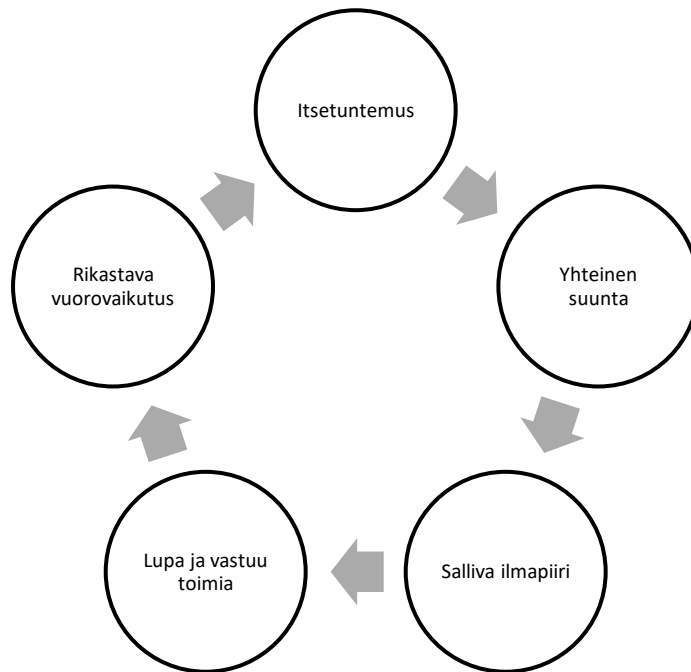 Itsetuntemus
Yhteinen
suunta
Salliva ilmapiiri
Lupa ja vastuu
toimia
Rikastava
vuorovaikutus